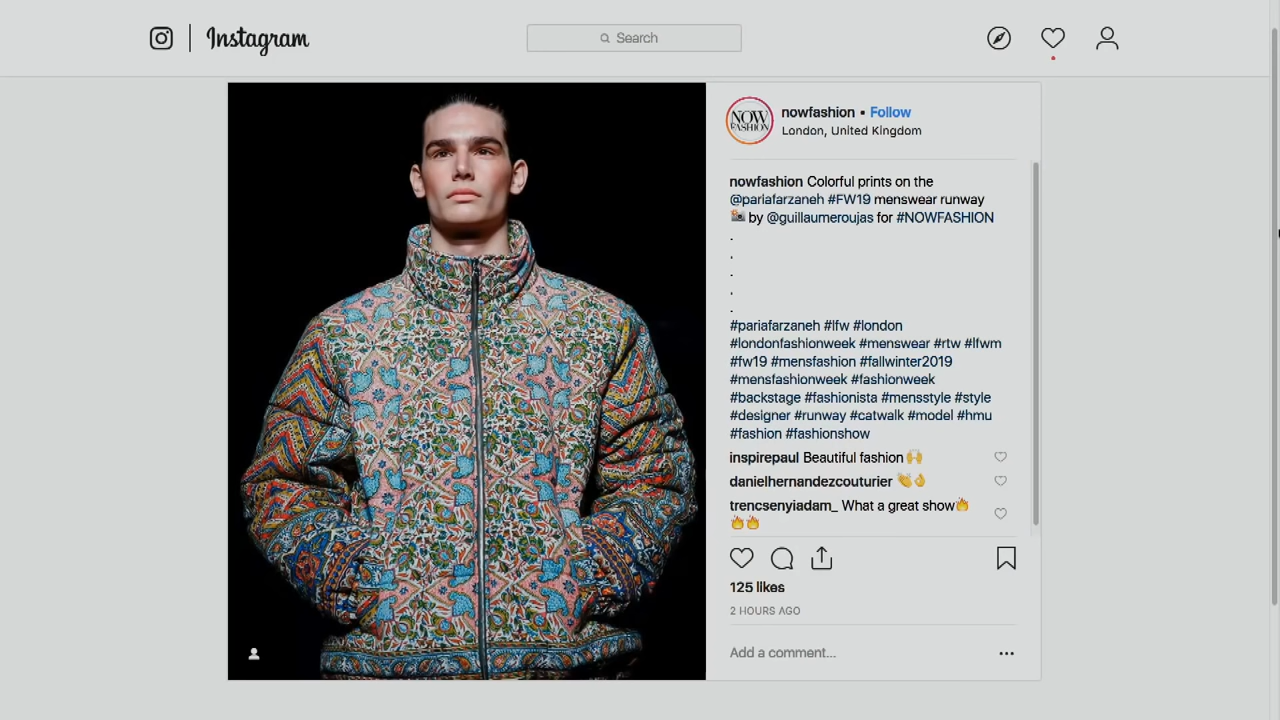 Instagram
Search
NOW
FASHION
nowfashion • Follow
London, United Kingdom
nowfashion Colorful prints on the
@pariafarzaneh #FW19 menswear runway
📸 by @guillaumeroujas for #NOWFASHION
.
.
.
.
.
#pariafarzaneh #lfw #london
#londonfashionweek #menswear #rtw #lfwm
#fw19 #mensfashion #fallwinter2019
#mensfashionweek #fashionweek
#backstage #fashionista #mensstyle #style
#designer #runway #catwalk #model #hmu
#fashion #fashionshow
inspirepaul Beautiful fashion 🙌
danielhernandezcouturier 👏👌
trencsenyiadam_ What a great show🔥
🔥🔥
125 likes
2 HOURS AGO
Add a comment...